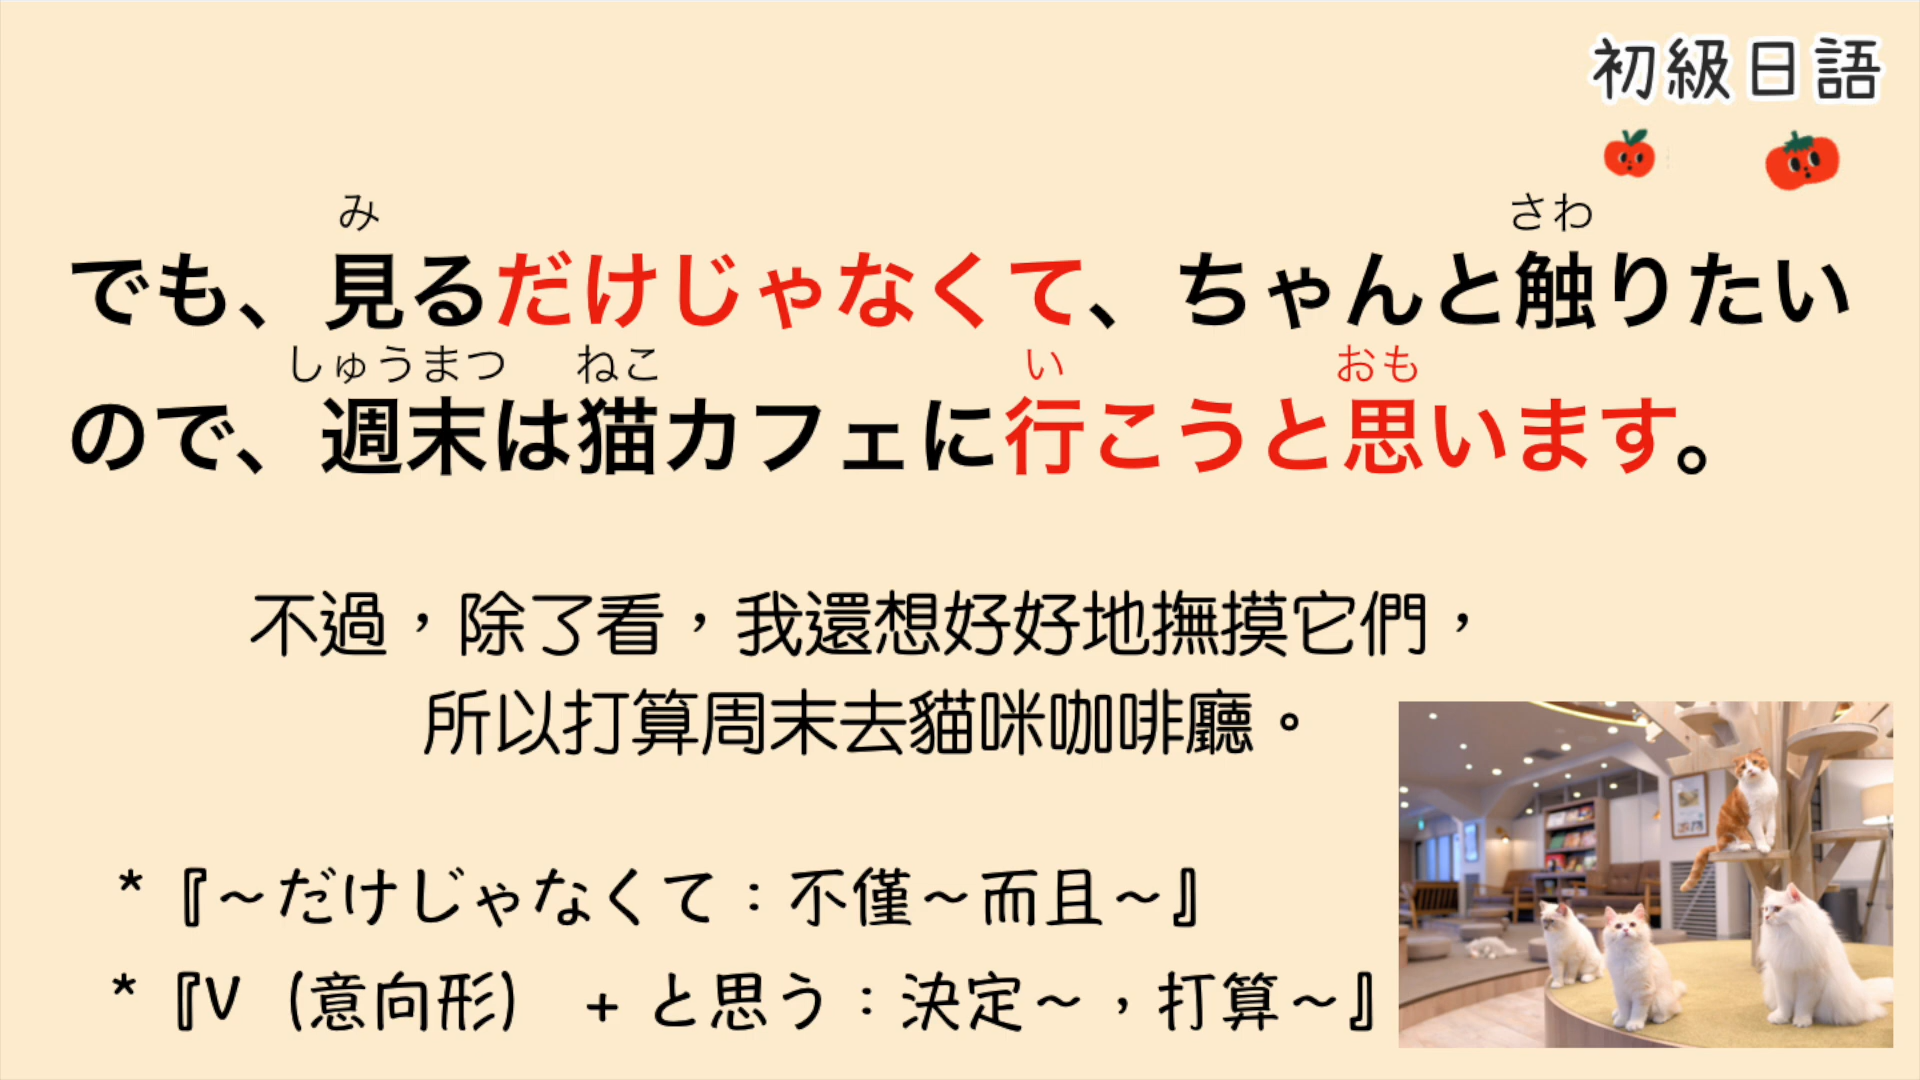 初級日語
み さわ
でも、見るだけじゃなくて、ちゃんと触りたい
しゅうまつ ねこ い おも
ので、週末は猫カフェに行こうと思います。
不過，除了看，我還想好好地撫摸它們，
所以打算周末去貓咪咖啡廳。
*『～だけじゃなくて：不僅～而且～』
*『V（意向形） + と思う：決定～，打算～』